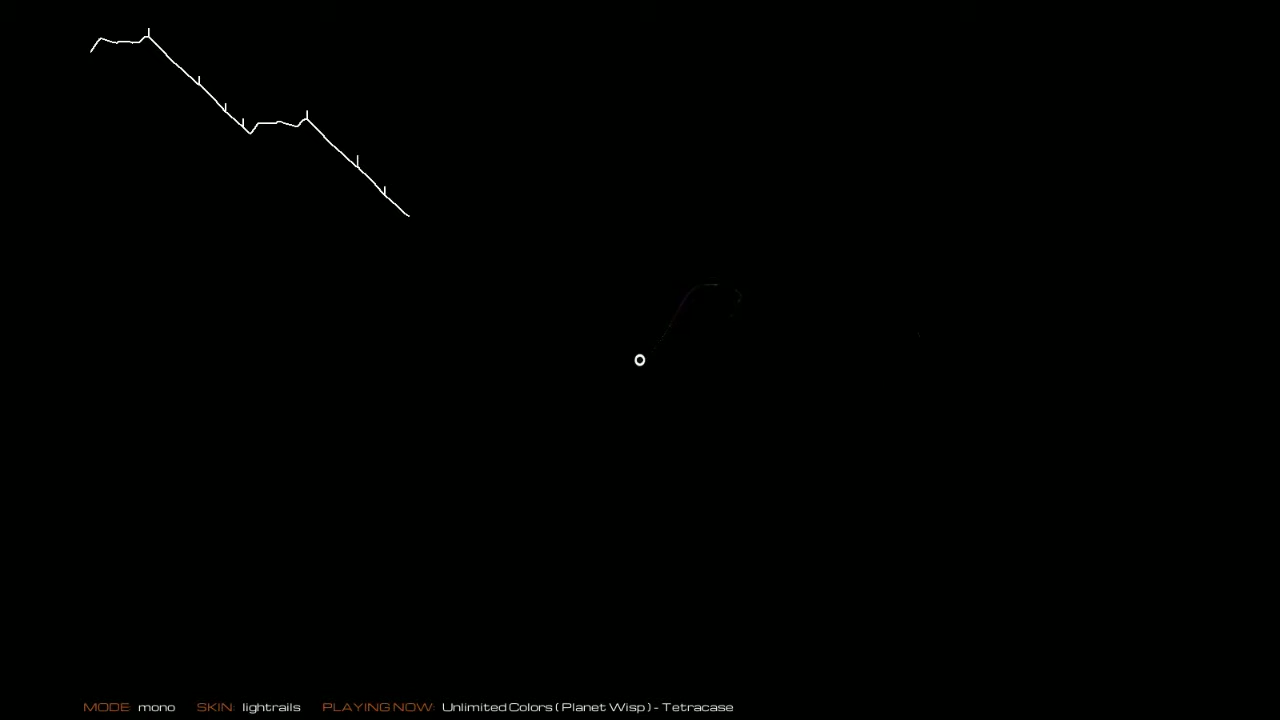 MODE: mono SKIN: lightrails PLAYING NOW: Unlimited Colors ( Planet Wisp ) - Tetracase